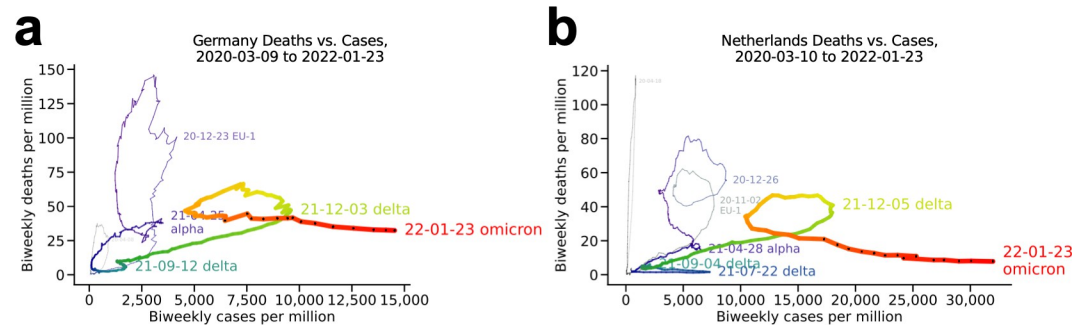 a
Germany Deaths vs. Cases,
2020-03-09 to 2022-01-23
Biweekly deaths per million
150
125
100
75
50
25
0
20-12-23 EU-1
21-04-25
alpha
21-12-03 delta
22-01-23 omicron
21-09-12 delta
0
2,500
5,000
7,500
10,000
12,500
15,000
Biweekly cases per million
b
Netherlands Deaths vs. Cases,
2020-03-10 to 2022-01-23
Biweekly deaths per million
120
100
80
60
40
20
0
20-12-26
20-11-02
EU-1
21-12-05 delta
21-04-28 alpha
21-09-04 delta
21-07-22 delta
22-01-23
omicron
0
5,000
10,000
15,000
20,000
25,000
30,000
Biweekly cases per million